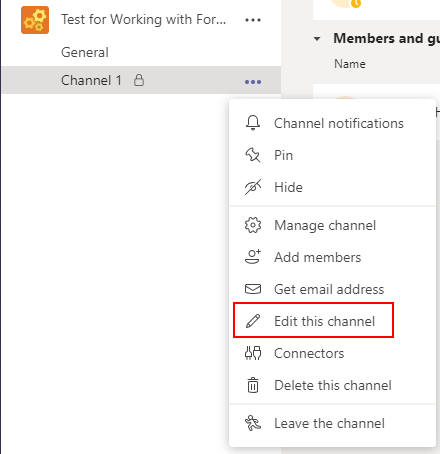 Test for Working with For...
General
Channel 1
Members and gu
Name
H
Channel notifications
Pin
Hide
Manage channel
Add members
Get email address
Edit this channel
Connectors
Delete this channel
Leave the channel